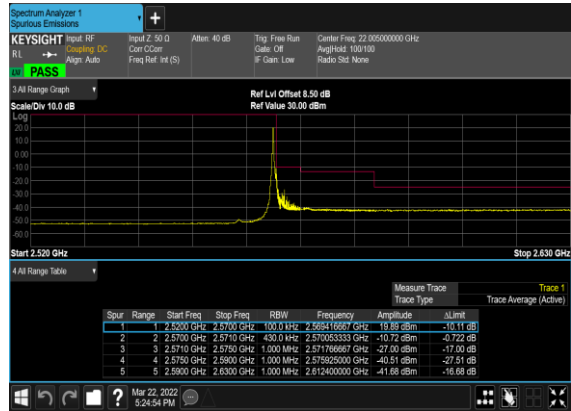 Spectrum Analyzer 1
Spurious Emissions
KEYSIGHT Input: RF Input Z: 50 Ω Atten: 40 dB Trig: Free Run Center Freq: 22.005000000 GHz
RL Coupling: DC Corr CCorr Gate: Off Avg|Hold: 100/100
Align: Auto Freq Ref: Int (S) IF Gain: Low Radio Std: None
PASS
3 All Range Graph
Ref Lvl Offset 8.50 dB
Scale/Div 10.0 dB Ref Value 30.00 dBm
Log
20.0
10.0
0.00
-10.0
-20.0
-30.0
-40.0
-50.0
-60.0
Start 2.520 GHz Stop 2.630 GHz
4 All Range Table
Measure Trace Trace 1
Trace Type Trace Average (Active)
Spur Range Start Freq Stop Freq RBW Frequency Amplitude ΔLimit
1 1 2.5200 GHz 2.5700 GHz 100.0 kHz 2.569416667 GHz 19.89 dBm -10.11 dB
2 2 2.5700 GHz 2.5710 GHz 430.0 kHz 2.570053333 GHz -10.72 dBm -0.722 dB
3 3 2.5710 GHz 2.5750 GHz 1.000 MHz 2.571766667 GHz -27.00 dBm -17.00 dB
4 4 2.5750 GHz 2.5900 GHz 1.000 MHz 2.575925000 GHz -40.51 dBm -27.51 dB
5 5 2.5900 GHz 2.6300 GHz 1.000 MHz 2.612400000 GHz -41.68 dBm -16.68 dB
? Mar 22, 2022
5:24:54 PM